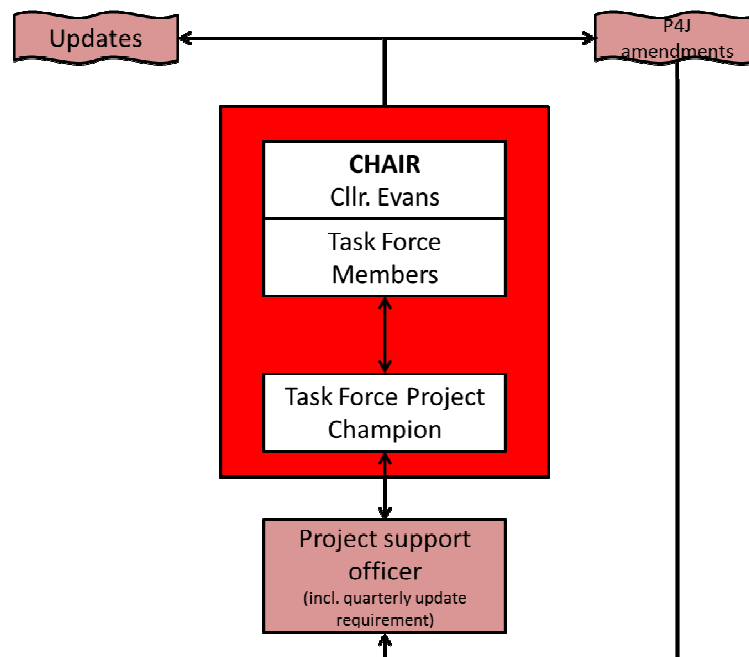 Updates
P4J
amendments
CHAIR
Cllr. Evans
Task Force
Members
Task Force Project
Champion
Project support
officer
(incl. quarterly update
requirement)